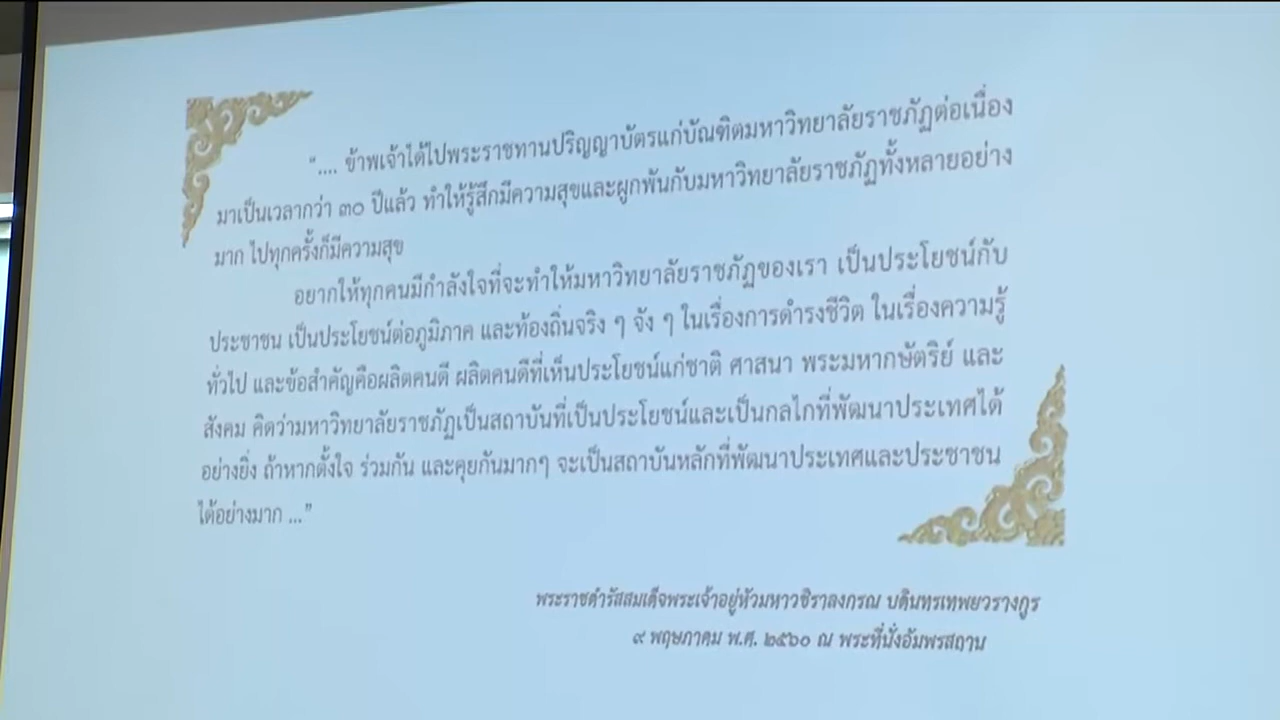 “.... ข้าพเจ้าได้ไปพระราชทานปริญญาบัตรแก่บัณฑิตมหาวิทยาลัยราชภัฏต่อเนื่อง
มาเป็นเวลากว่า ๓๐ ปีแล้ว ทำให้รู้สึกมีความสุขและผูกพันกับมหาวิทยาลัยราชภัฏทั้งหลายอย่าง
มาก ไปทุกครั้งก็มีความสุข
อยากให้ทุกคนมีกำลังใจที่จะทำให้มหาวิทยาลัยราชภัฏของเรา เป็นประโยชน์กับ
ประชาชน เป็นประโยชน์ต่อภูมิภาค และท้องถิ่นจริง ๆ จัง ๆ ในเรื่องการดำรงชีวิต ในเรื่องความรู้
ทั่วไป และข้อสำคัญคือผลิตคนดี ผลิตคนดีที่เห็นประโยชน์แก่ชาติ ศาสนา พระมหากษัตริย์ และ
สังคม คิดว่ามหาวิทยาลัยราชภัฏเป็นสถาบันที่เป็นประโยชน์และเป็นกลไกที่พัฒนาประเทศได้
อย่างยิ่ง ถ้าหากตั้งใจ ร่วมกัน และคุยกันมากๆ จะเป็นสถาบันหลักที่พัฒนาประเทศและประชาชน
ได้อย่างมาก ...”
พระราชดำรัสสมเด็จพระเจ้าอยู่หัวมหาวชิราลงกรณ บดินทรเทพยวรางกูร
๙ พฤษภาคม พ.ศ. ๒๕๖๐ ณ พระที่นั่งอัมพรสถาน